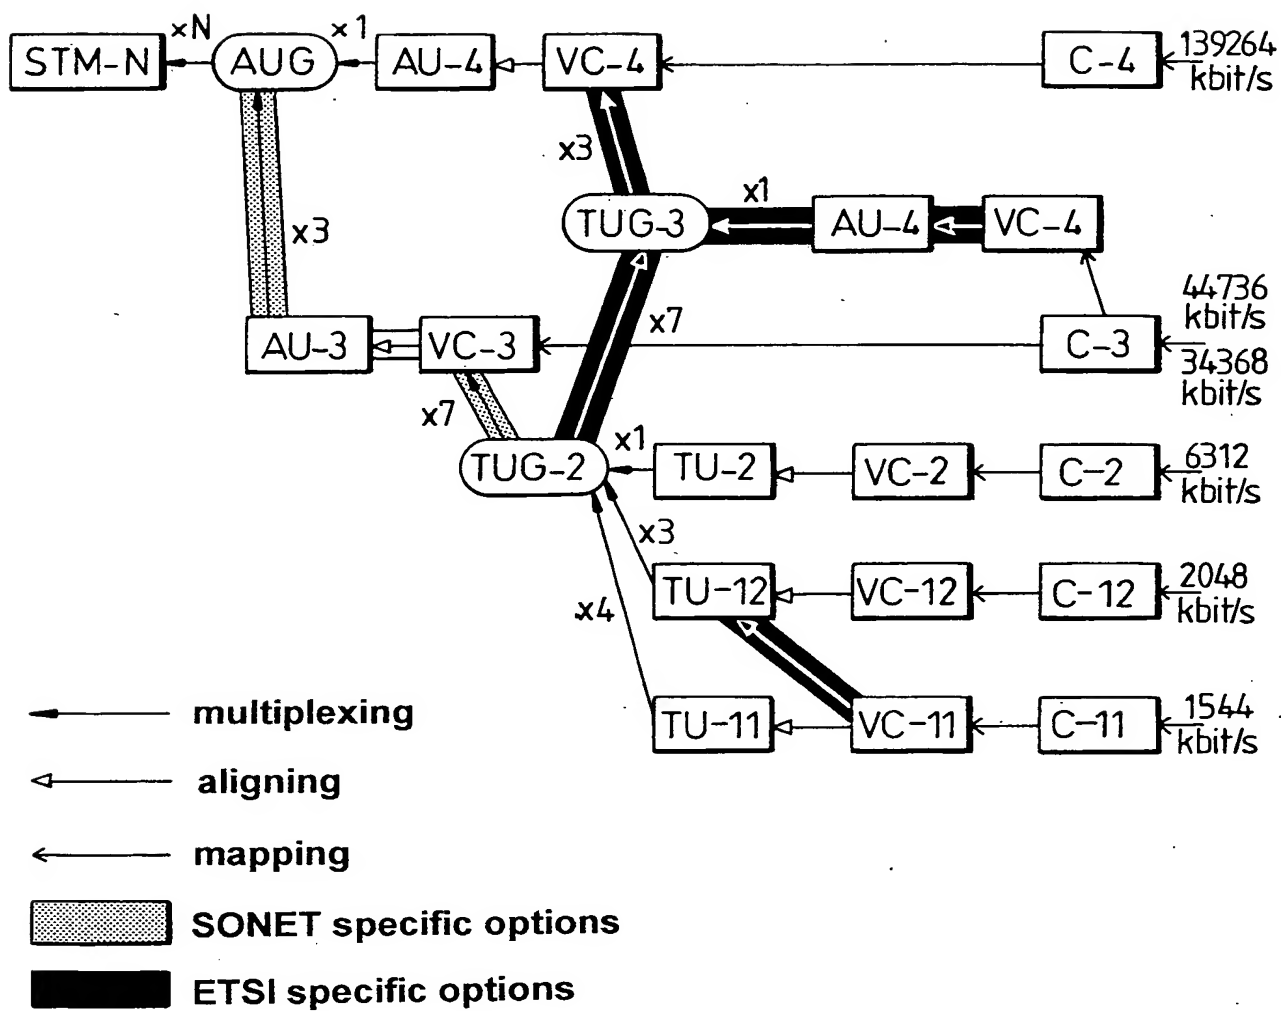 xN
x1
STM-N
AUG
AU-4
VC-4
C-4
139264
kbit/s
x3
x1
TUG-3
AU-4
VC-4
x3
x7
44736
kbit/s
AU-3
VC-3
C-3
34368
kbit/s
x7
x1
TUG-2
TU-2
VC-2
C-2
6312
kbit/s
x3
TU-12
VC-12
C-12
2048
kbit/s
x4
TU-11
VC-11
C-11
1544
kbit/s
multiplexing
aligning
mapping
SONET specific options
ETSI specific options